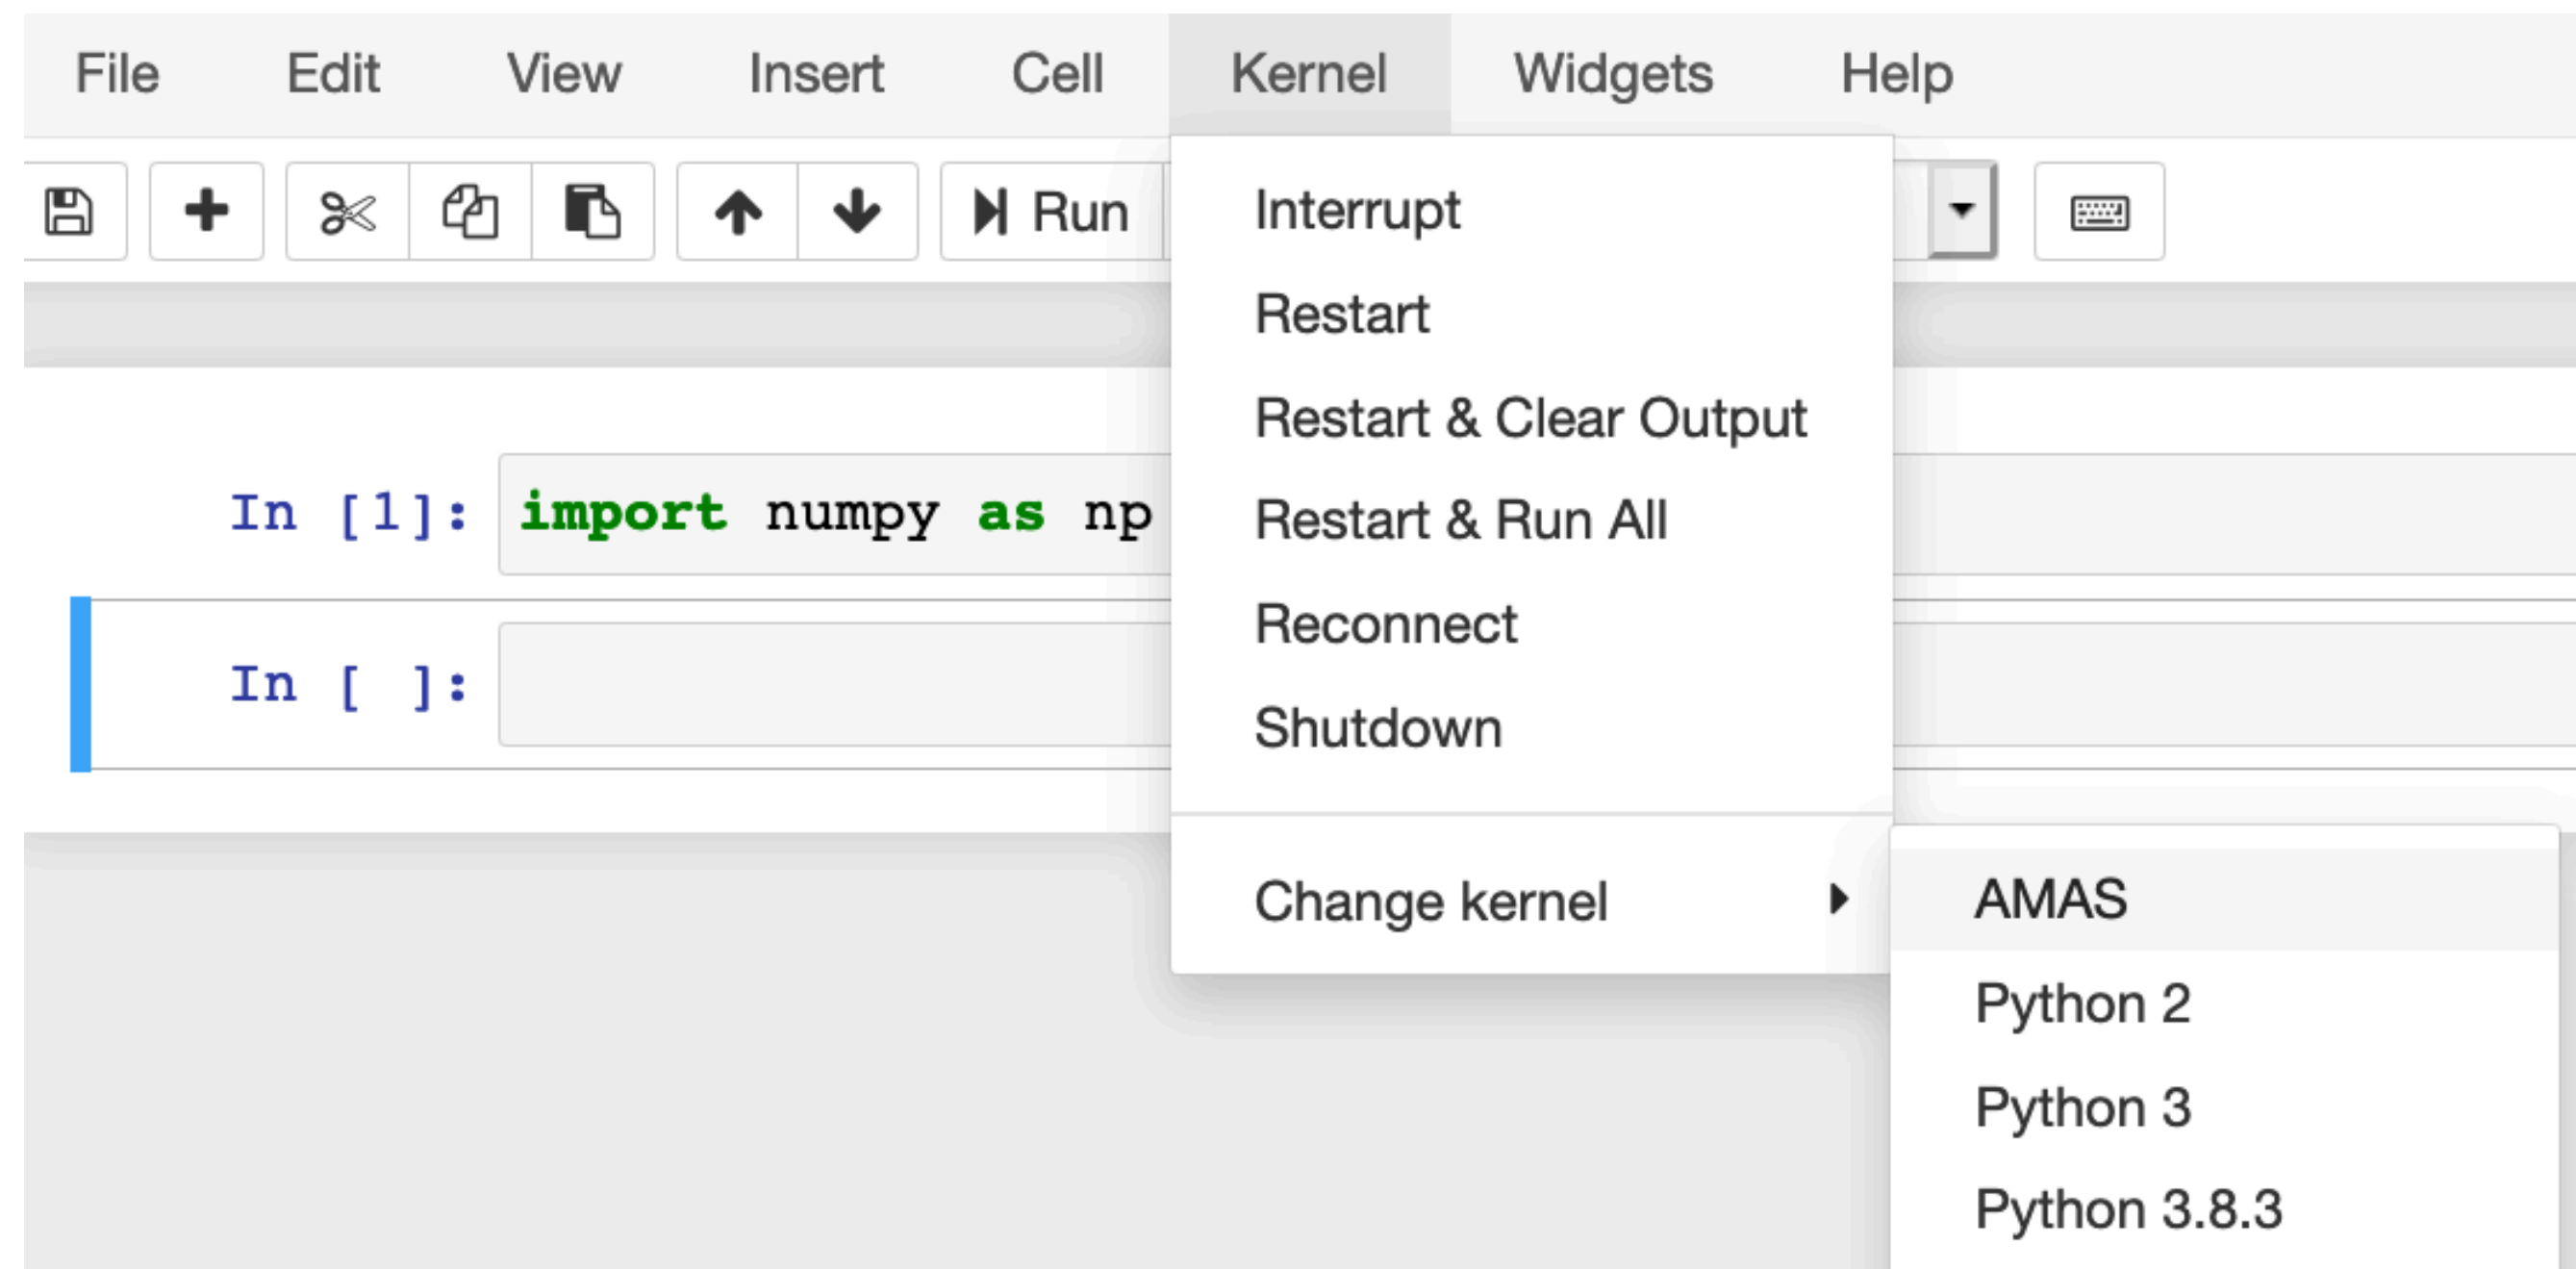 File Edit View Insert Cell Kernel Widgets Help
Run
Interrupt
Restart
Restart & Clear Output
Restart & Run All
Reconnect
Shutdown
Change kernel
AMAS
Python 2
Python 3
Python 3.8.3
In [1]: import numpy as np
In [ ]: